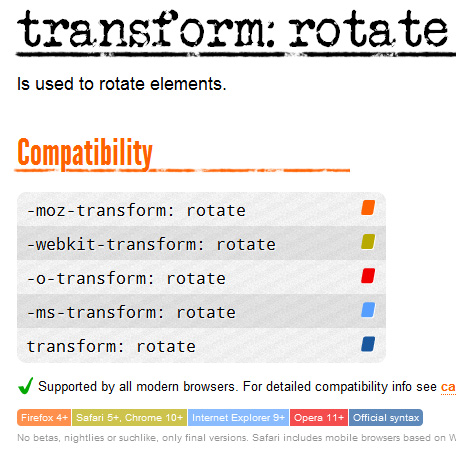 transform: rotate
Is used to rotate elements.
Compatibility
-moz-transform: rotate
-webkit-transform: rotate
-o-transform: rotate
-ms-transform: rotate
transform: rotate
Supported by all modern browsers. For detailed compatibility info see
Firefox 4+ Safari 5+, Chrome 10+ Internet Explorer 9+ Opera 11+ Official syntax
No betas, nightlies or suchlike, only final versions. Safari includes mobile browsers based on